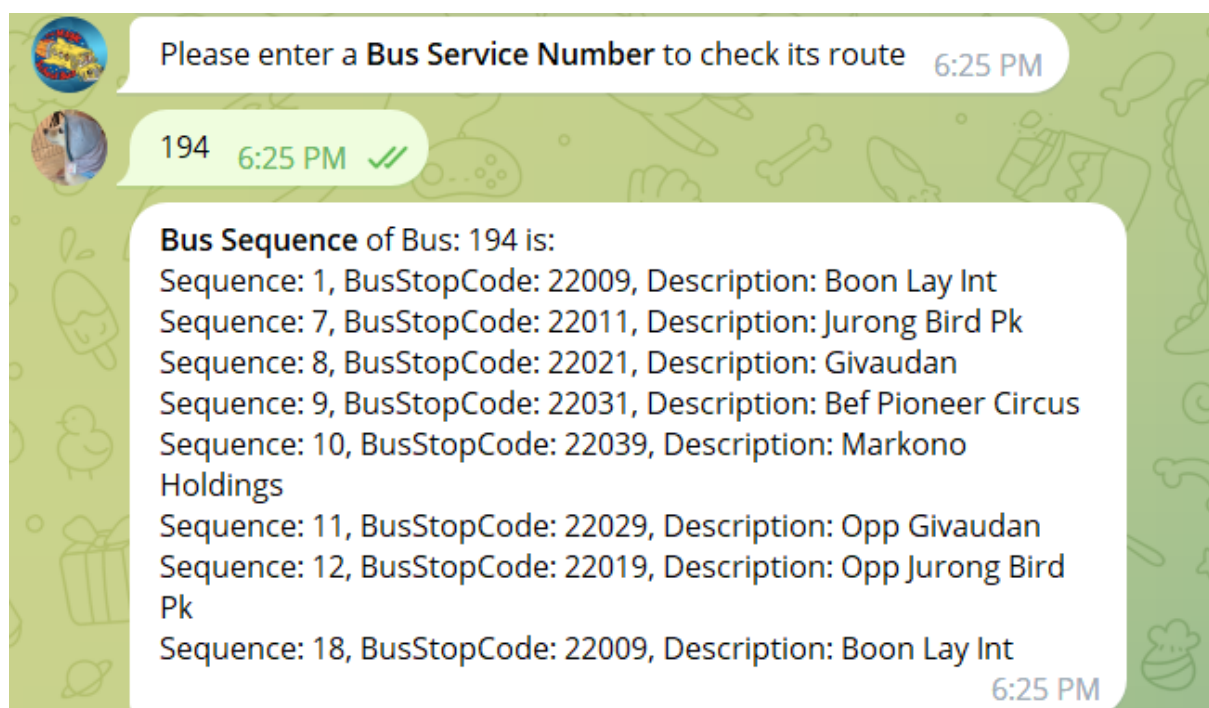 Please enter a Bus Service Number to check its route 6:25 PM
194 6:25 PM
Bus Sequence of Bus: 194 is:
Sequence: 1, BusStopCode: 22009, Description: Boon Lay Int
Sequence: 7, BusStopCode: 22011, Description: Jurong Bird Pk
Sequence: 8, BusStopCode: 22021, Description: Givaudan
Sequence: 9, BusStopCode: 22031, Description: Bef Pioneer Circus
Sequence: 10, BusStopCode: 22039, Description: Markono
Holdings
Sequence: 11, BusStopCode: 22029, Description: Opp Givaudan
Sequence: 12, BusStopCode: 22019, Description: Opp Jurong Bird
Pk
Sequence: 18, BusStopCode: 22009, Description: Boon Lay Int
6:25 PM